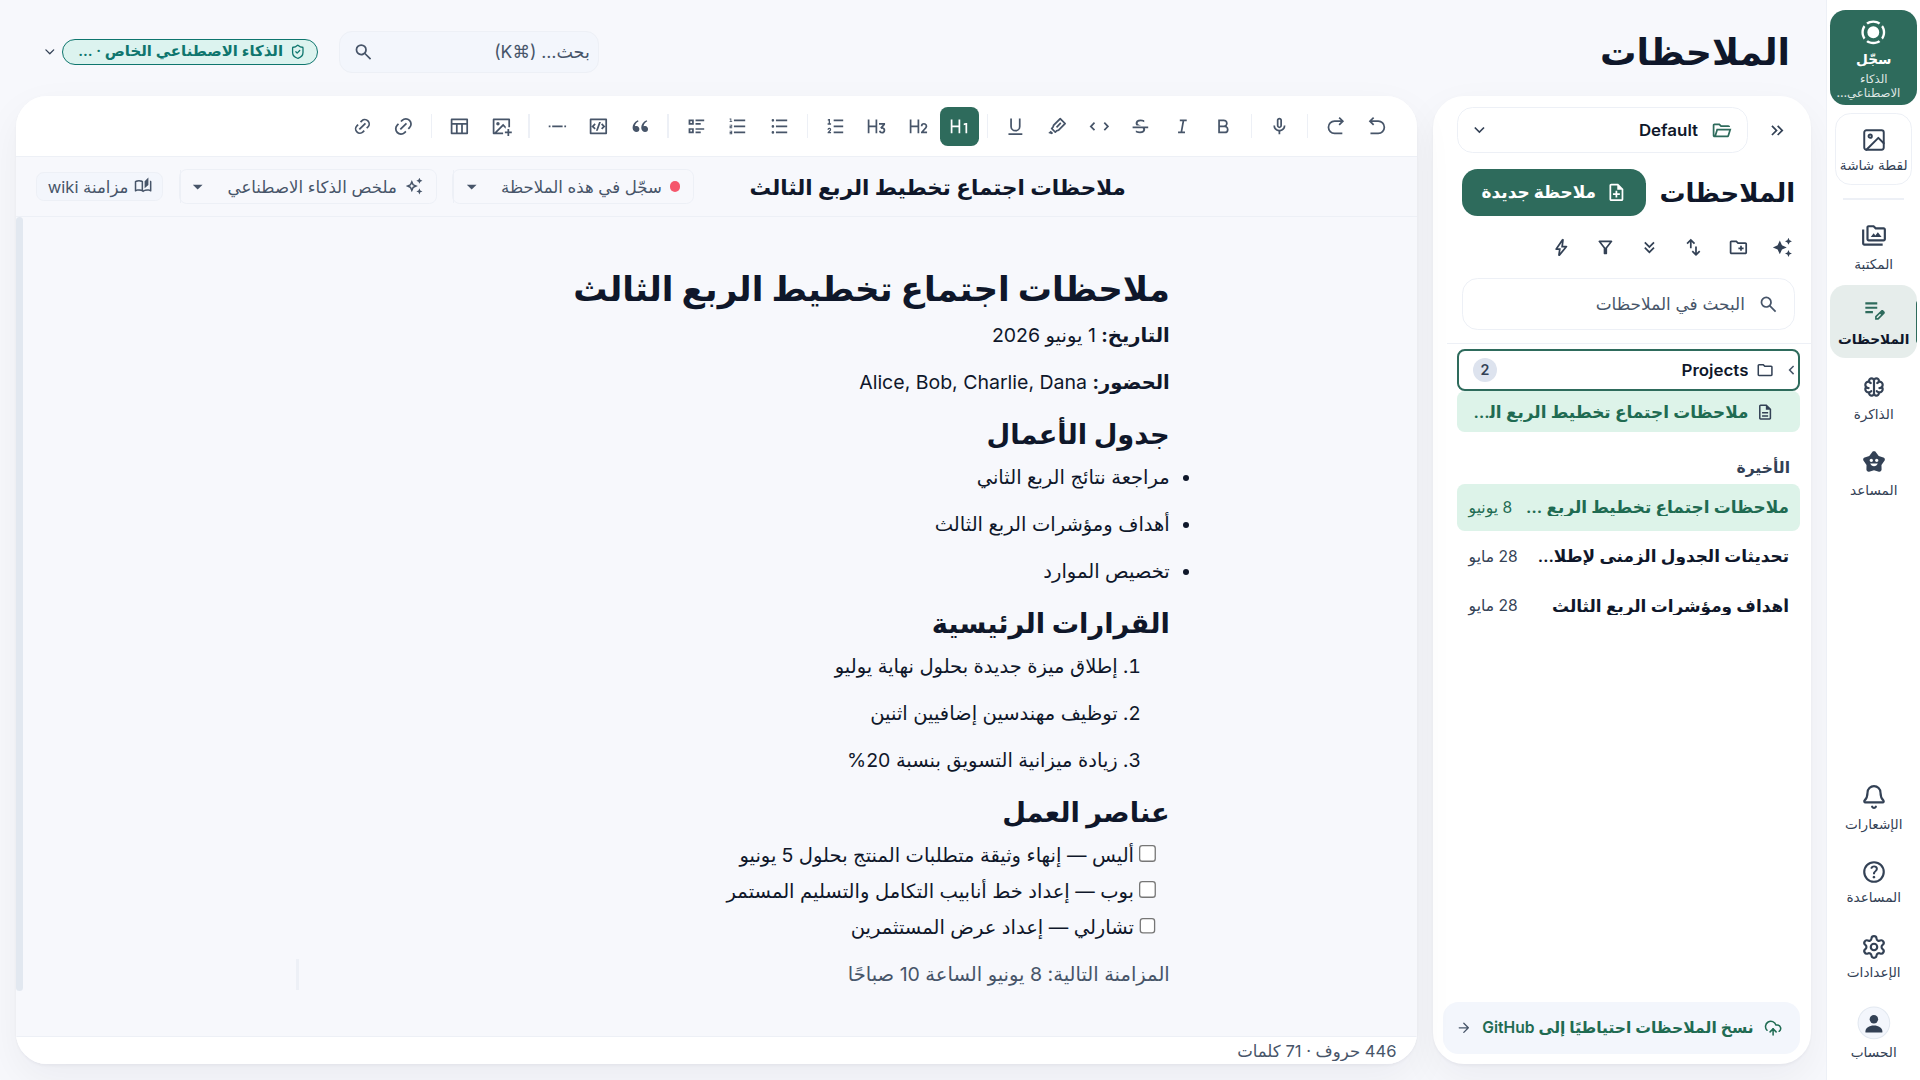 سجّل
الذكاء
الاصطناعي...
لقطة شاشة
المكتبة
الملاحظات
الذاكرة
المساعد
الإشعارات
المساعدة
الإعدادات
الحساب
الملاحظات
بحث... (⌘K)
الذكاء الاصطناعي الخاص · ...
Default
الملاحظات
ملاحظة جديدة
البحث في الملاحظات
Projects
2
ملاحظات اجتماع تخطيط الربع الـ...
الأخيرة
ملاحظات اجتماع تخطيط الربع ...
8 يونيو
تحديثات الجدول الزمني لإطلا...
28 مايو
أهداف ومؤشرات الربع الثالث
28 مايو
نسخ الملاحظات احتياطيًا إلى GitHub
H1 H2 H3
ملاحظات اجتماع تخطيط الربع الثالث
سجّل في هذه الملاحظة
ملخص الذكاء الاصطناعي
مزامنة wiki
ملاحظات اجتماع تخطيط الربع الثالث
التاريخ: 1 يونيو 2026
الحضور: Alice, Bob, Charlie, Dana
جدول الأعمال
• مراجعة نتائج الربع الثاني
• أهداف ومؤشرات الربع الثالث
• تخصيص الموارد
القرارات الرئيسية
1. إطلاق ميزة جديدة بحلول نهاية يوليو
2. توظيف مهندسين إضافيين اثنين
3. زيادة ميزانية التسويق بنسبة 20%
عناصر العمل
أليس — إنهاء وثيقة متطلبات المنتج بحلول 5 يونيو
بوب — إعداد خط أنابيب التكامل والتسليم المستمر
تشارلي — إعداد عرض المستثمرين
المزامنة التالية: 8 يونيو الساعة 10 صباحًا
446 حروف · 71 كلمات